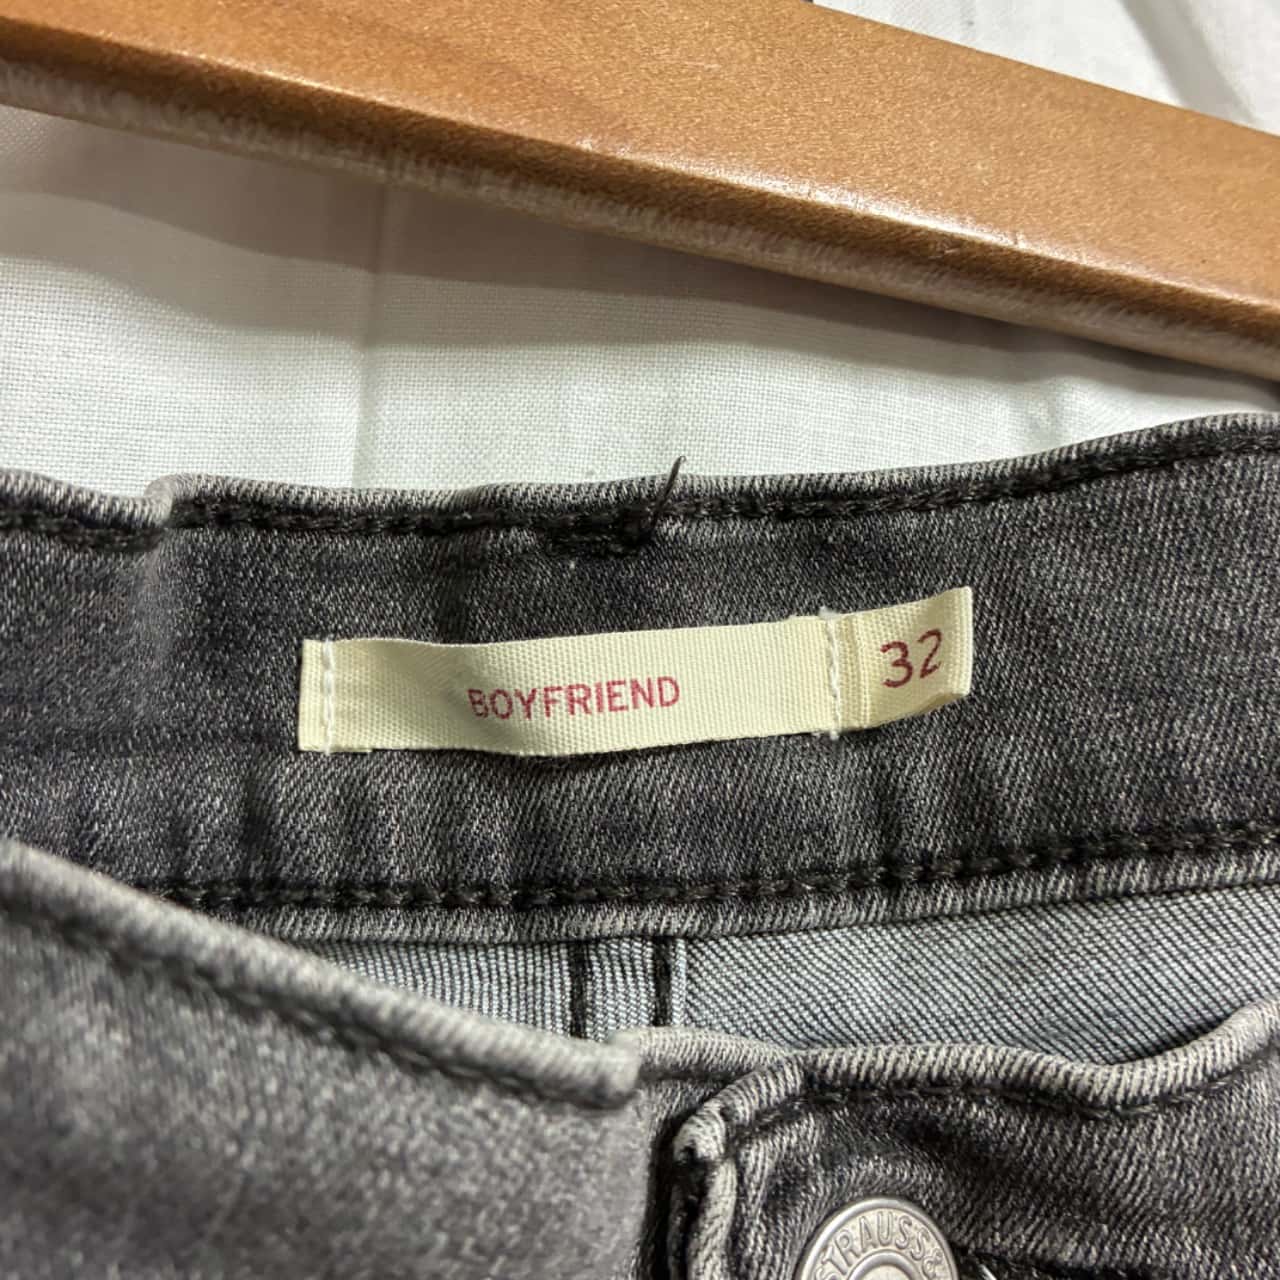 BOYFRIEND 32
STRAUSS &